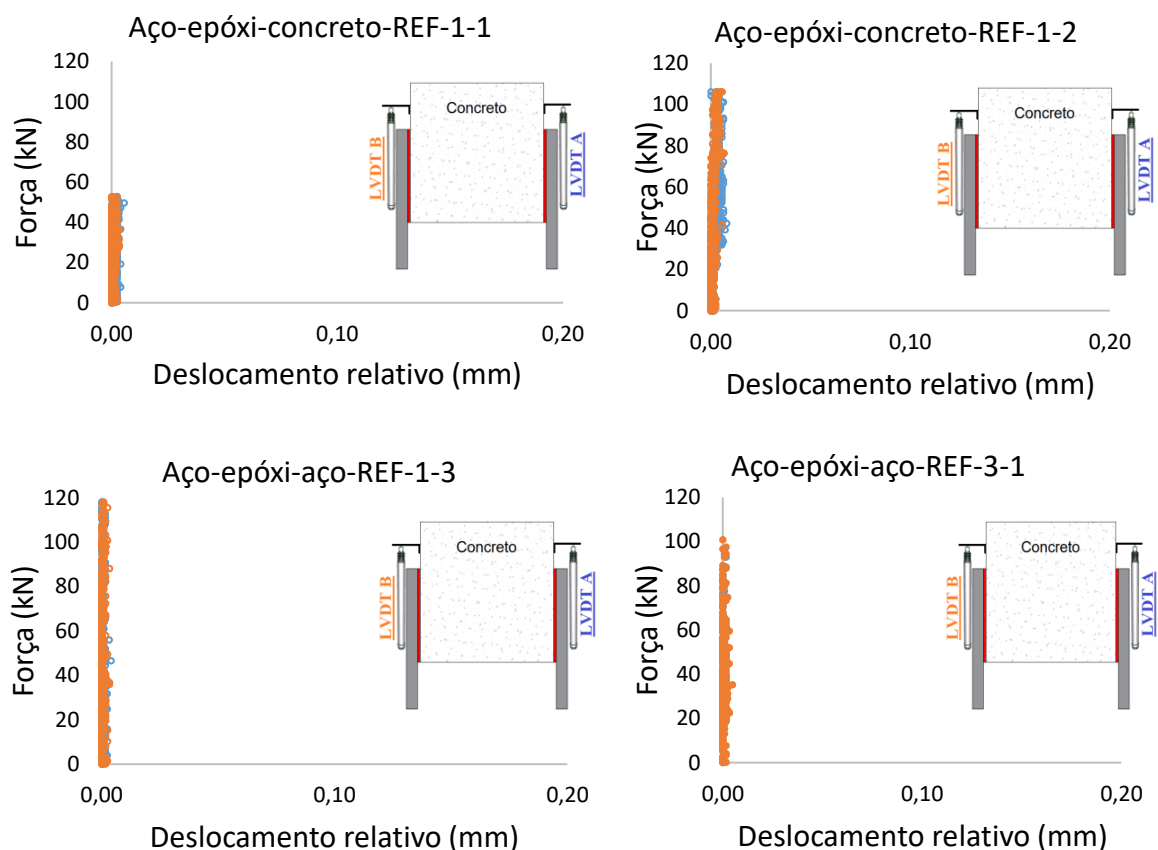 Aço-epóxi-concreto-REF-1-1
120
100
80
60
40
20
0
Força (kN)
0,00 0,10 0,20
Deslocamento relativo (mm)
Concreto
LVDT B
LVDT A
Aço-epóxi-concreto-REF-1-2
120
100
80
60
40
20
0
Força (kN)
0,00 0,10 0,20
Deslocamento relativo (mm)
Concreto
LVDT B
LVDT A
Aço-epóxi-aço-REF-1-3
120
100
80
60
40
20
0
Força (kN)
0,00 0,10 0,20
Deslocamento relativo (mm)
Concreto
LVDT B
LVDT A
Aço-epóxi-aço-REF-3-1
120
100
80
60
40
20
0
Força (kN)
0,00 0,10 0,20
Deslocamento relativo (mm)
Concreto
LVDT B
LVDT A